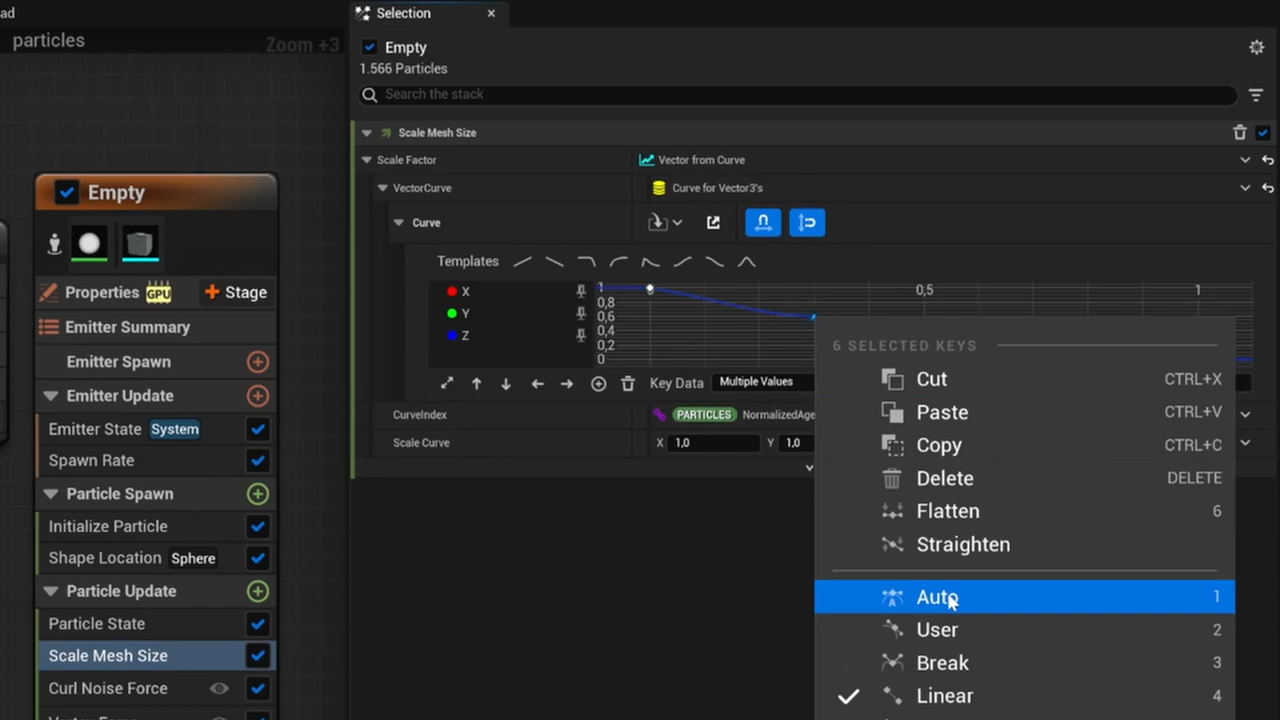 ad
particles
Zoom +3
Empty
Properties
GPU
Stage
Emitter Summary
Emitter Spawn
Emitter Update
Emitter State System
Spawn Rate
Particle Spawn
Initialize Particle
Shape Location Sphere
Particle Update
Particle State
Scale Mesh Size
Curl Noise Force
Selection
Empty
1.566 Particles
Search the stack
Scale Mesh Size
Scale Factor
Vector from Curve
VectorCurve
Curve for Vector3's
Curve
Templates
X
Y
Z
1
0,8
0,6
0,4
0,2
0
0
0,5
1
Key Data
Multiple Values
CurveIndex
PARTICLES NormalizedAge
Scale Curve
X 1,0
Y 1,0
6 SELECTED KEYS
Cut CTRL+X
Paste CTRL+V
Copy CTRL+C
Delete DELETE
Flatten 6
Straighten
Auto 1
User 2
Break 3
Linear 4